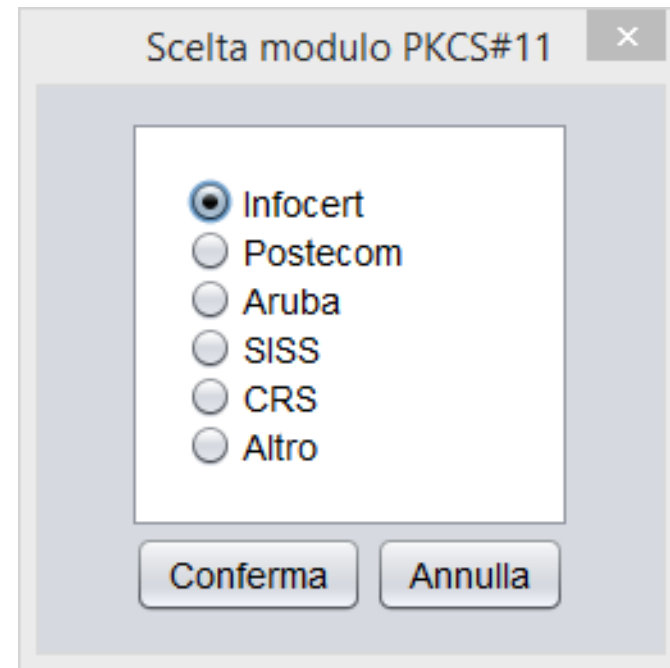 Scelta modulo PKCS#11
Infocert
Postecom
Aruba
SISS
CRS
Altro
Conferma Annulla